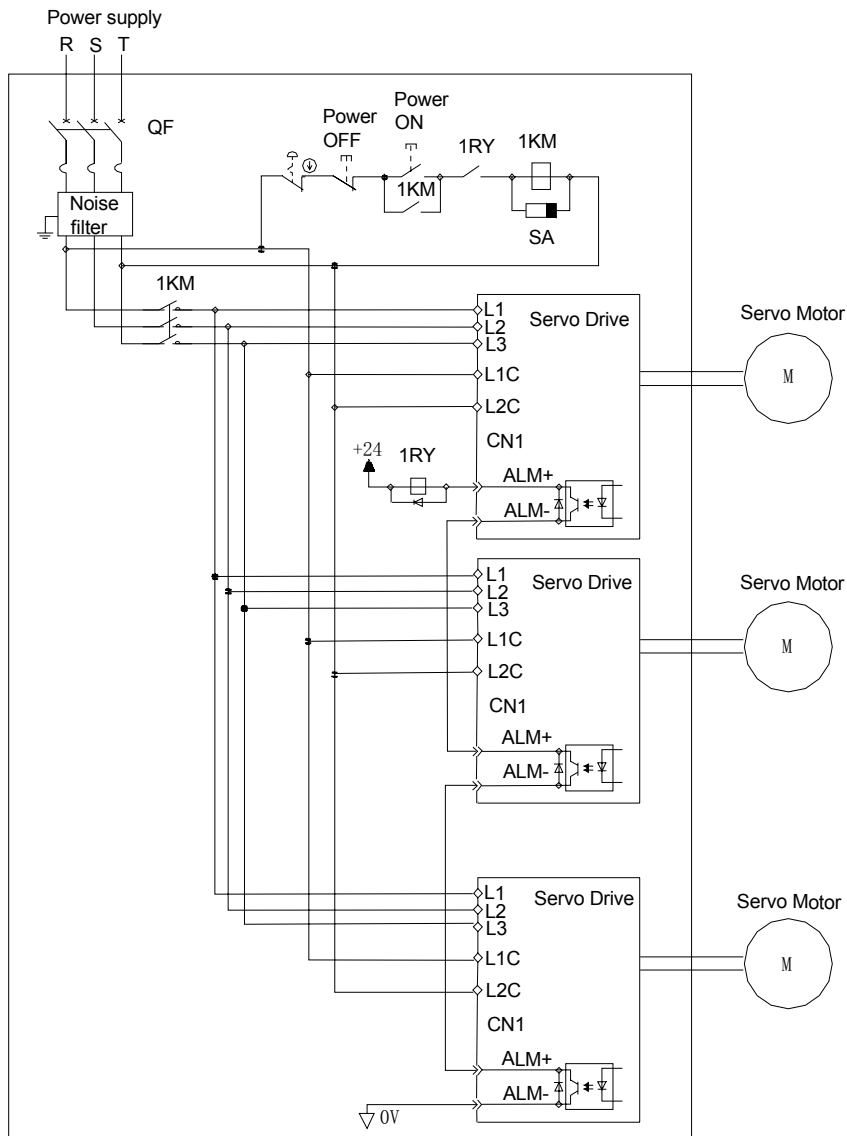 Power supply
R S T
QF
Power
OFF
Power
ON
1RY
1KM
1KM
SA
Noise
filter
1KM
L1
L2
L3
L1C
L2C
CN1
Servo Drive
Servo Motor
M
+24
1RY
ALM+
ALM-
L1
L2
L3
L1C
L2C
CN1
Servo Drive
Servo Motor
M
ALM+
ALM-
L1
L2
L3
L1C
L2C
CN1
Servo Drive
Servo Motor
M
ALM+
ALM-
0V